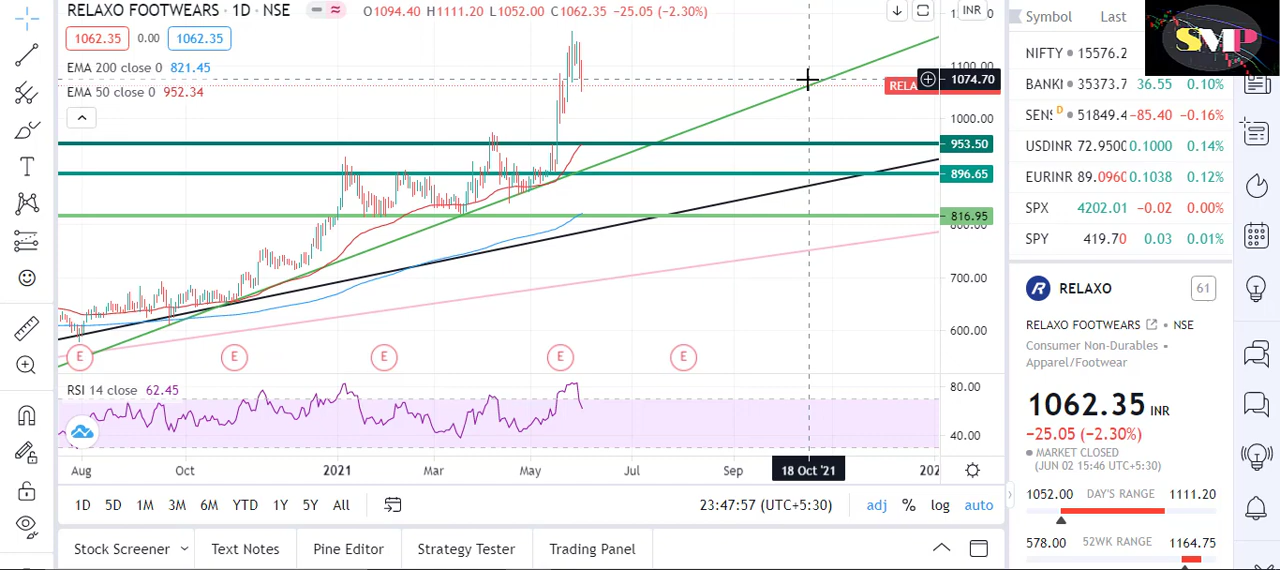 RELAXO FOOTWEARS · 1D · NSE
O1094.40 H1111.20 L1052.00 C1062.35 −25.05 (−2.30%)
INR
1062.35 0.00 1062.35
EMA 200 close 0 821.45
EMA 50 close 0 952.34
1100.00
RELA
1074.70
1000.00
953.50
896.65
816.95
800.00
700.00
600.00
E E E E E
RSI 14 close 62.45
80.00
40.00
Aug Oct 2021 Mar May Jul Sep 18 Oct '21 202
1D 5D 1M 3M 6M YTD 1Y 5Y All
23:47:57 (UTC+5:30) adj % log auto
Stock Screener Text Notes Pine Editor Strategy Tester Trading Panel
Symbol Last
SMP
NIFTY 15576.2
BANKI 35373.7 36.55 0.10%
SENS D 51849.4 −85.40 −0.16%
USDINR 72.9500 0.1000 0.14%
EURINR 89.0960 0.1038 0.12%
SPX 4202.01 −0.02 0.00%
SPY 419.70 0.03 0.01%
RELAXO 61
RELAXO FOOTWEARS • NSE
Consumer Non-Durables •
Apparel/Footwear
1062.35 INR
−25.05 (−2.30%)
MARKET CLOSED
(JUN 02 15:46 UTC+5:30)
1052.00 DAY'S RANGE 1111.20
578.00 52WK RANGE 1164.75